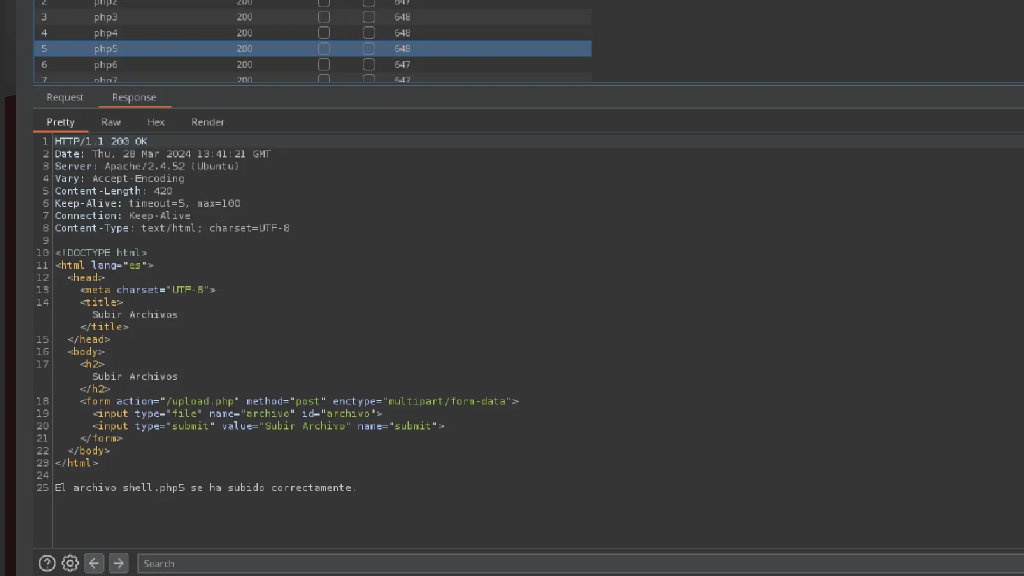 2 php2 200 647
3 php3 200 648
4 php4 200 648
5 php5 200 648
6 php6 200 647
7 php7 200 647
Request Response
Pretty Raw Hex Render
1 HTTP/1.1 200 OK
2 Date: Thu, 28 Mar 2024 13:41:21 GMT
3 Server: Apache/2.4.52 (Ubuntu)
4 Vary: Accept-Encoding
5 Content-Length: 420
6 Keep-Alive: timeout=5, max=100
7 Connection: Keep-Alive
8 Content-Type: text/html; charset=UTF-8
9
10 <!DOCTYPE html>
11 <html lang="es">
12 <head>
13 <meta charset="UTF-8">
14 <title>
Subir Archivos
</title>
15 </head>
16 <body>
17 <h2>
Subir Archivos
</h2>
18 <form action="/upload.php" method="post" enctype="multipart/form-data">
19 <input type="file" name="archivo" id="archivo">
20 <input type="submit" value="Subir Archivo" name="submit">
21 </form>
22 </body>
23 </html>
24
25 El archivo shell.php5 se ha subido correctamente.
Search